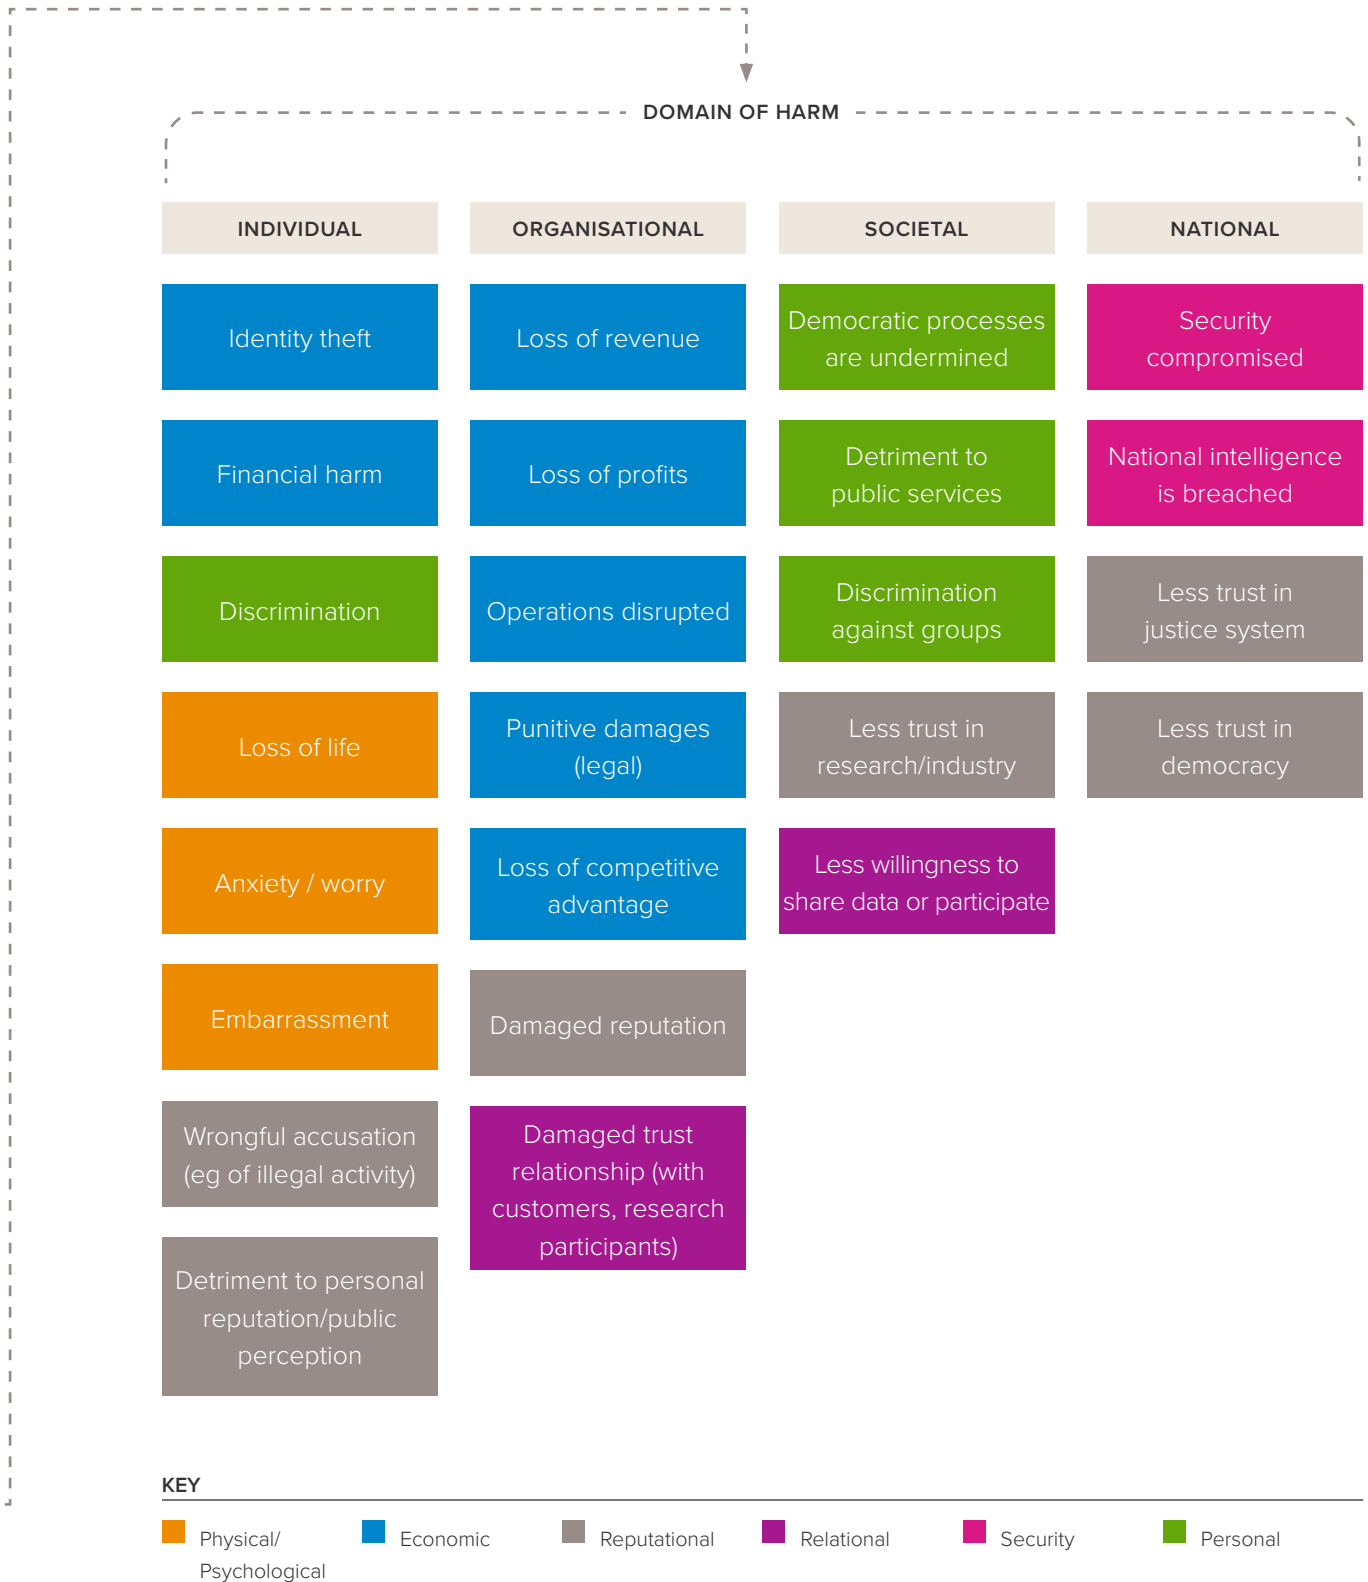 DOMAIN OF HARM
INDIVIDUAL
Identity theft
Financial harm
Discrimination
Loss of life
Anxiety / worry
Embarrassment
Wrongful accusation
(eg of illegal activity)
Detriment to personal
reputation/public
perception
ORGANISATIONAL
Loss of revenue
Loss of profits
Operations disrupted
Punitive damages
(legal)
Loss of competitive
advantage
Damaged reputation
Damaged trust
relationship (with
customers, research
participants)
SOCIETAL
Democratic processes
are undermined
Detriment to
public services
Discrimination
against groups
Less trust in
research/industry
Less willingness to
share data or participate
NATIONAL
Security
compromised
National intelligence
is breached
Less trust in
justice system
Less trust in
democracy
KEY
Physical/
Psychological
Economic
Reputational
Relational
Security
Personal